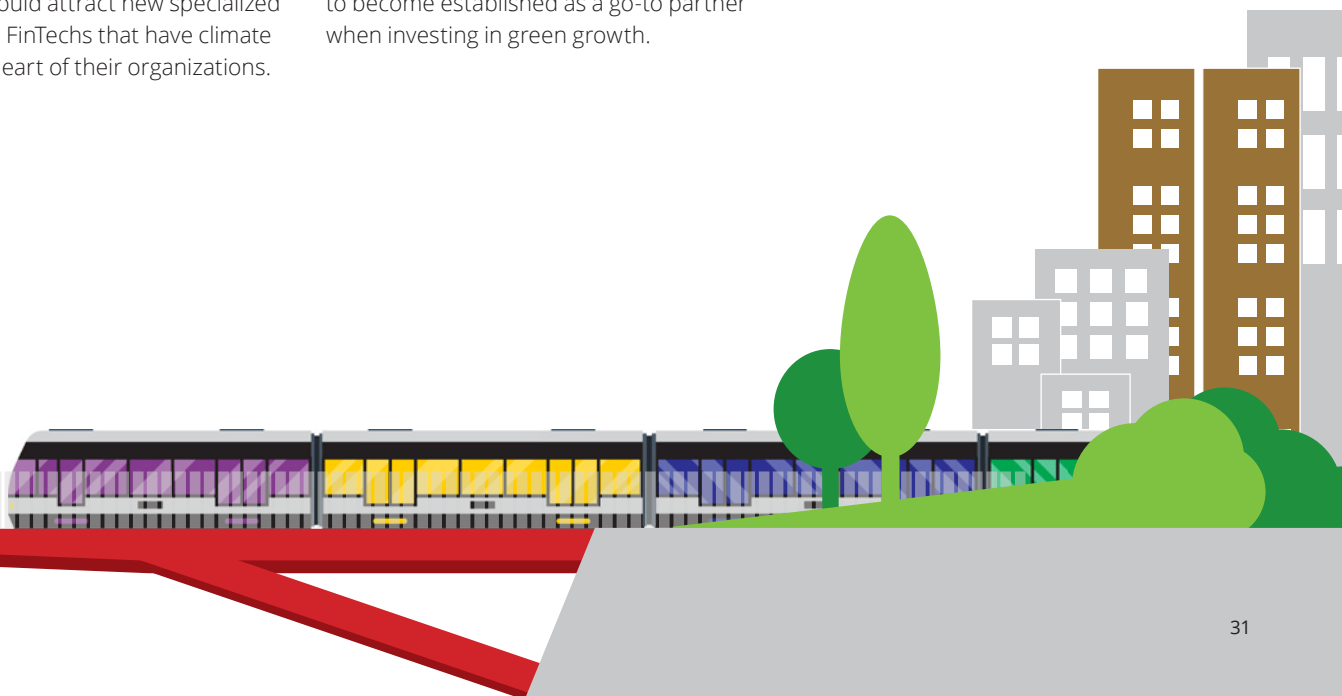 ould attract new specialized
FinTechs that have climate
eart of their organizations.
to become established as a go-to partner
when investing in green growth.
31